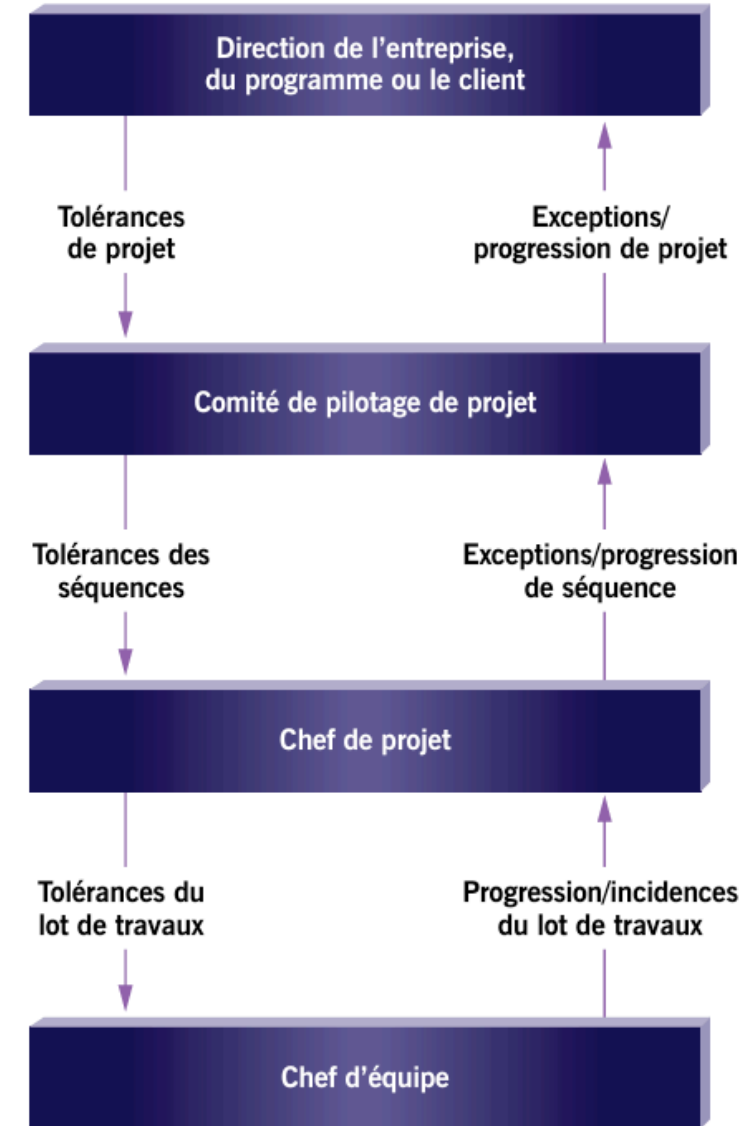 Direction de l’entreprise,
du programme ou le client
Tolérances
de projet
Exceptions/
progression de projet
Comité de pilotage de projet
Tolérances des
séquences
Exceptions/progression
de séquence
Chef de projet
Tolérances du
lot de travaux
Progression/incidences
du lot de travaux
Chef d’équipe